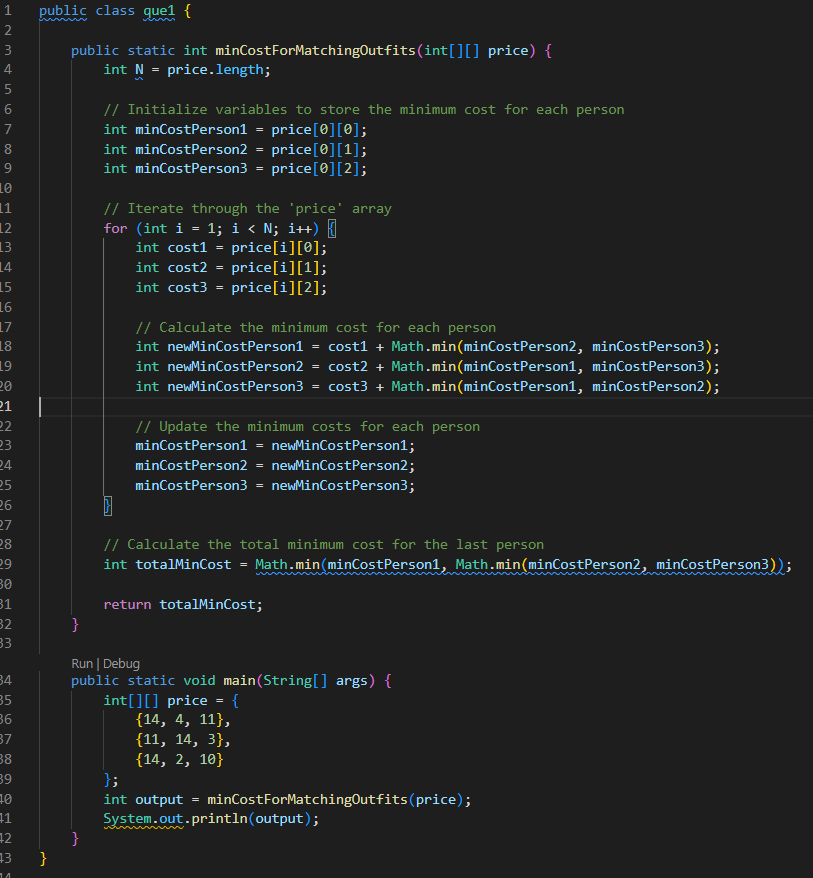 1 public class que1 {
2
3 public static int minCostForMatchingOutfits(int[][] price) {
4 int N = price.length;
5
6 // Initialize variables to store the minimum cost for each person
7 int minCostPerson1 = price[0][0];
8 int minCostPerson2 = price[0][1];
9 int minCostPerson3 = price[0][2];
10
11 // Iterate through the 'price' array
12 for (int i = 1; i < N; i++) {
13 int cost1 = price[i][0];
14 int cost2 = price[i][1];
15 int cost3 = price[i][2];
16
17 // Calculate the minimum cost for each person
18 int newMinCostPerson1 = cost1 + Math.min(minCostPerson2, minCostPerson3);
19 int newMinCostPerson2 = cost2 + Math.min(minCostPerson1, minCostPerson3);
20 int newMinCostPerson3 = cost3 + Math.min(minCostPerson1, minCostPerson2);
21
22 // Update the minimum costs for each person
23 minCostPerson1 = newMinCostPerson1;
24 minCostPerson2 = newMinCostPerson2;
25 minCostPerson3 = newMinCostPerson3;
26 }
27
28 // Calculate the total minimum cost for the last person
29 int totalMinCost = Math.min(minCostPerson1, Math.min(minCostPerson2, minCostPerson3));
30
31 return totalMinCost;
32 }
33
Run | Debug
34 public static void main(String[] args) {
35 int[][] price = {
36 {14, 4, 11},
37 {11, 14, 3},
38 {14, 2, 10}
39 };
40 int output = minCostForMatchingOutfits(price);
41 System.out.println(output);
42 }
43 }